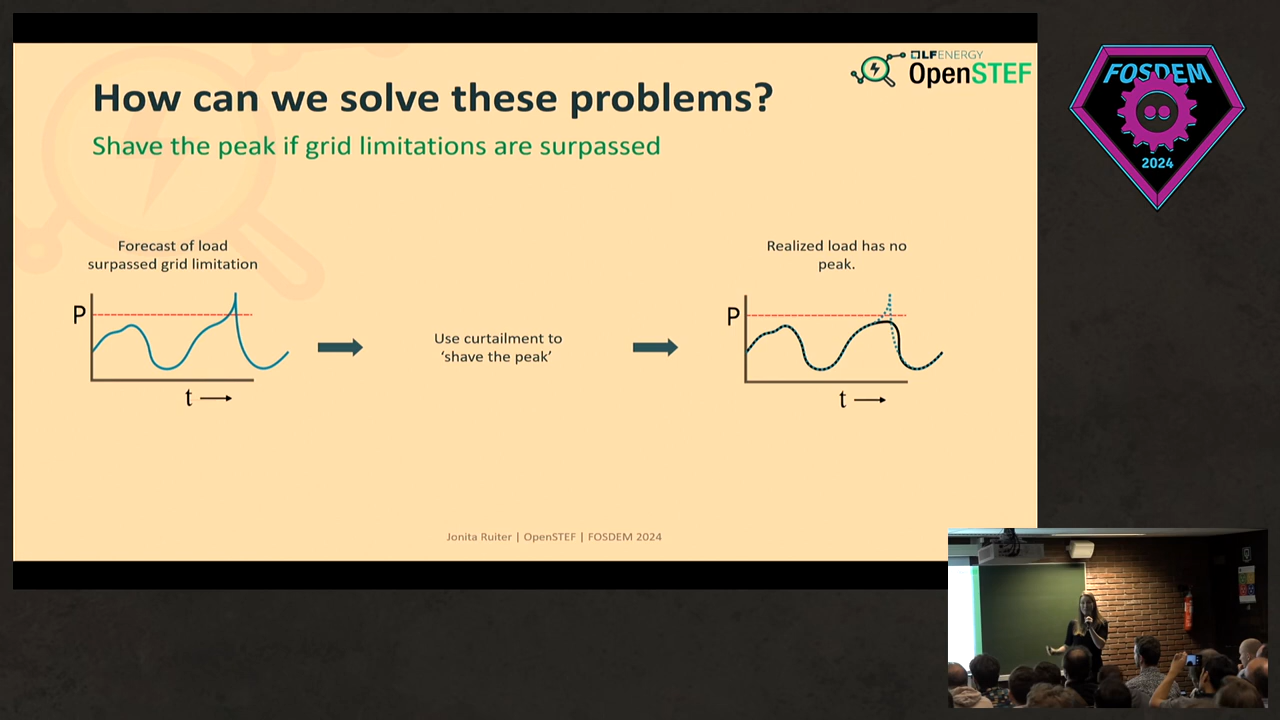 LF ENERGY
OpenSTEF
How can we solve these problems?
Shave the peak if grid limitations are surpassed
Forecast of load
surpassed grid limitation
P
t
Use curtailment to
‘shave the peak’
Realized load has no
peak.
P
t
Jonita Ruiter | OpenSTEF | FOSDEM 2024
FOSDEM
2024